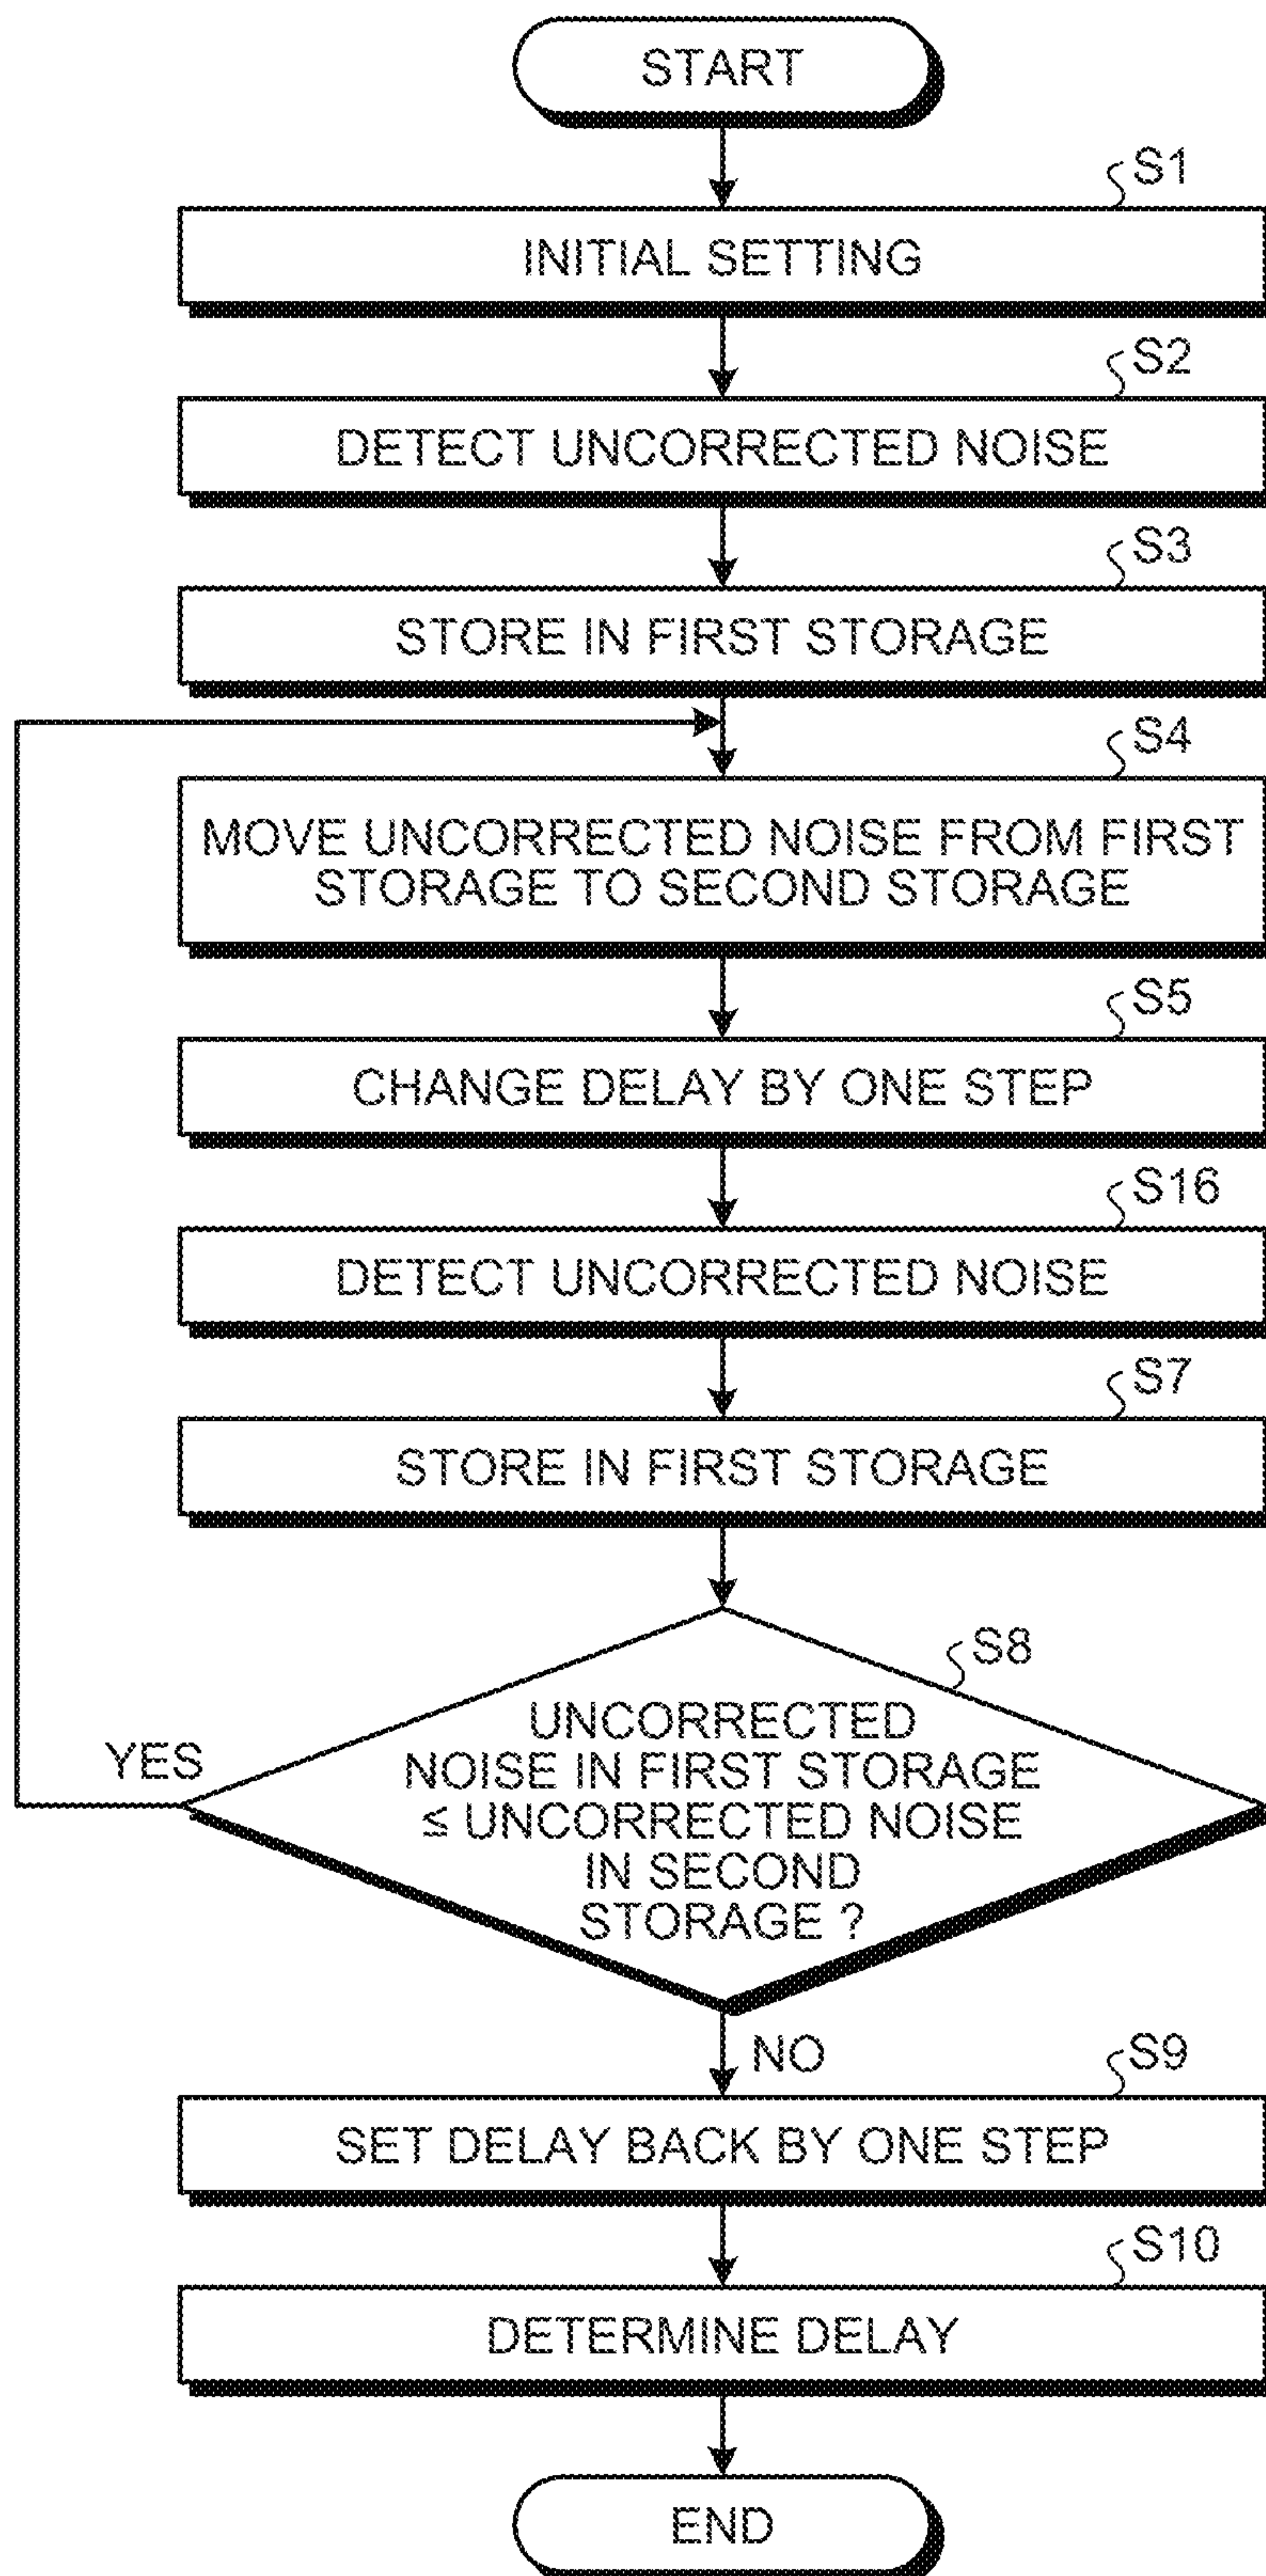 START
S1
INITIAL SETTING
S2
DETECT UNCORRECTED NOISE
S3
STORE IN FIRST STORAGE
S4
MOVE UNCORRECTED NOISE FROM FIRST
STORAGE TO SECOND STORAGE
S5
CHANGE DELAY BY ONE STEP
S16
DETECT UNCORRECTED NOISE
S7
STORE IN FIRST STORAGE
S8
UNCORRECTED
NOISE IN FIRST STORAGE
≦ UNCORRECTED NOISE
IN SECOND
STORAGE ?
YES
NO
S9
SET DELAY BACK BY ONE STEP
S10
DETERMINE DELAY
END